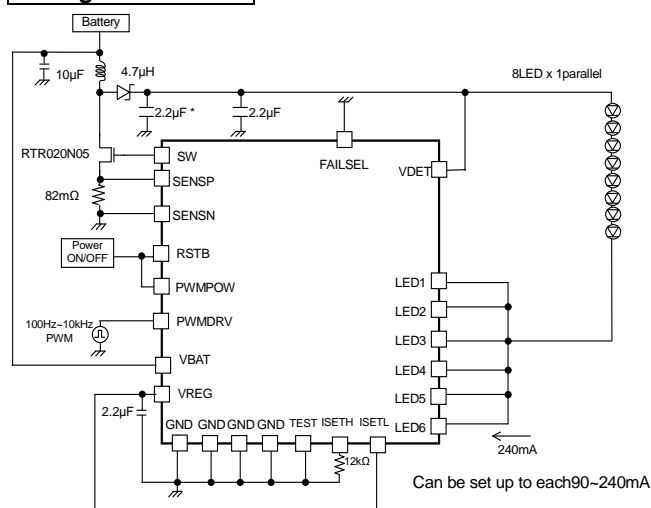 Battery
10µF
4.7µH
8LED x 1parallel
2.2µF *
2.2µF
RTR020N05
SW
FAILSEL
VDET
SENSP
82mΩ
SENSN
Power
ON/OFF
RSTB
LED1
PWMPOW
LED2
100Hz~10kHz
PWM
PWMDRV
LED3
LED4
VBAT
LED5
VREG
2.2µF
GND GND GND GND TEST ISETH ISETL
LED6
12kΩ
240mA
Can be set up to each90~240mA